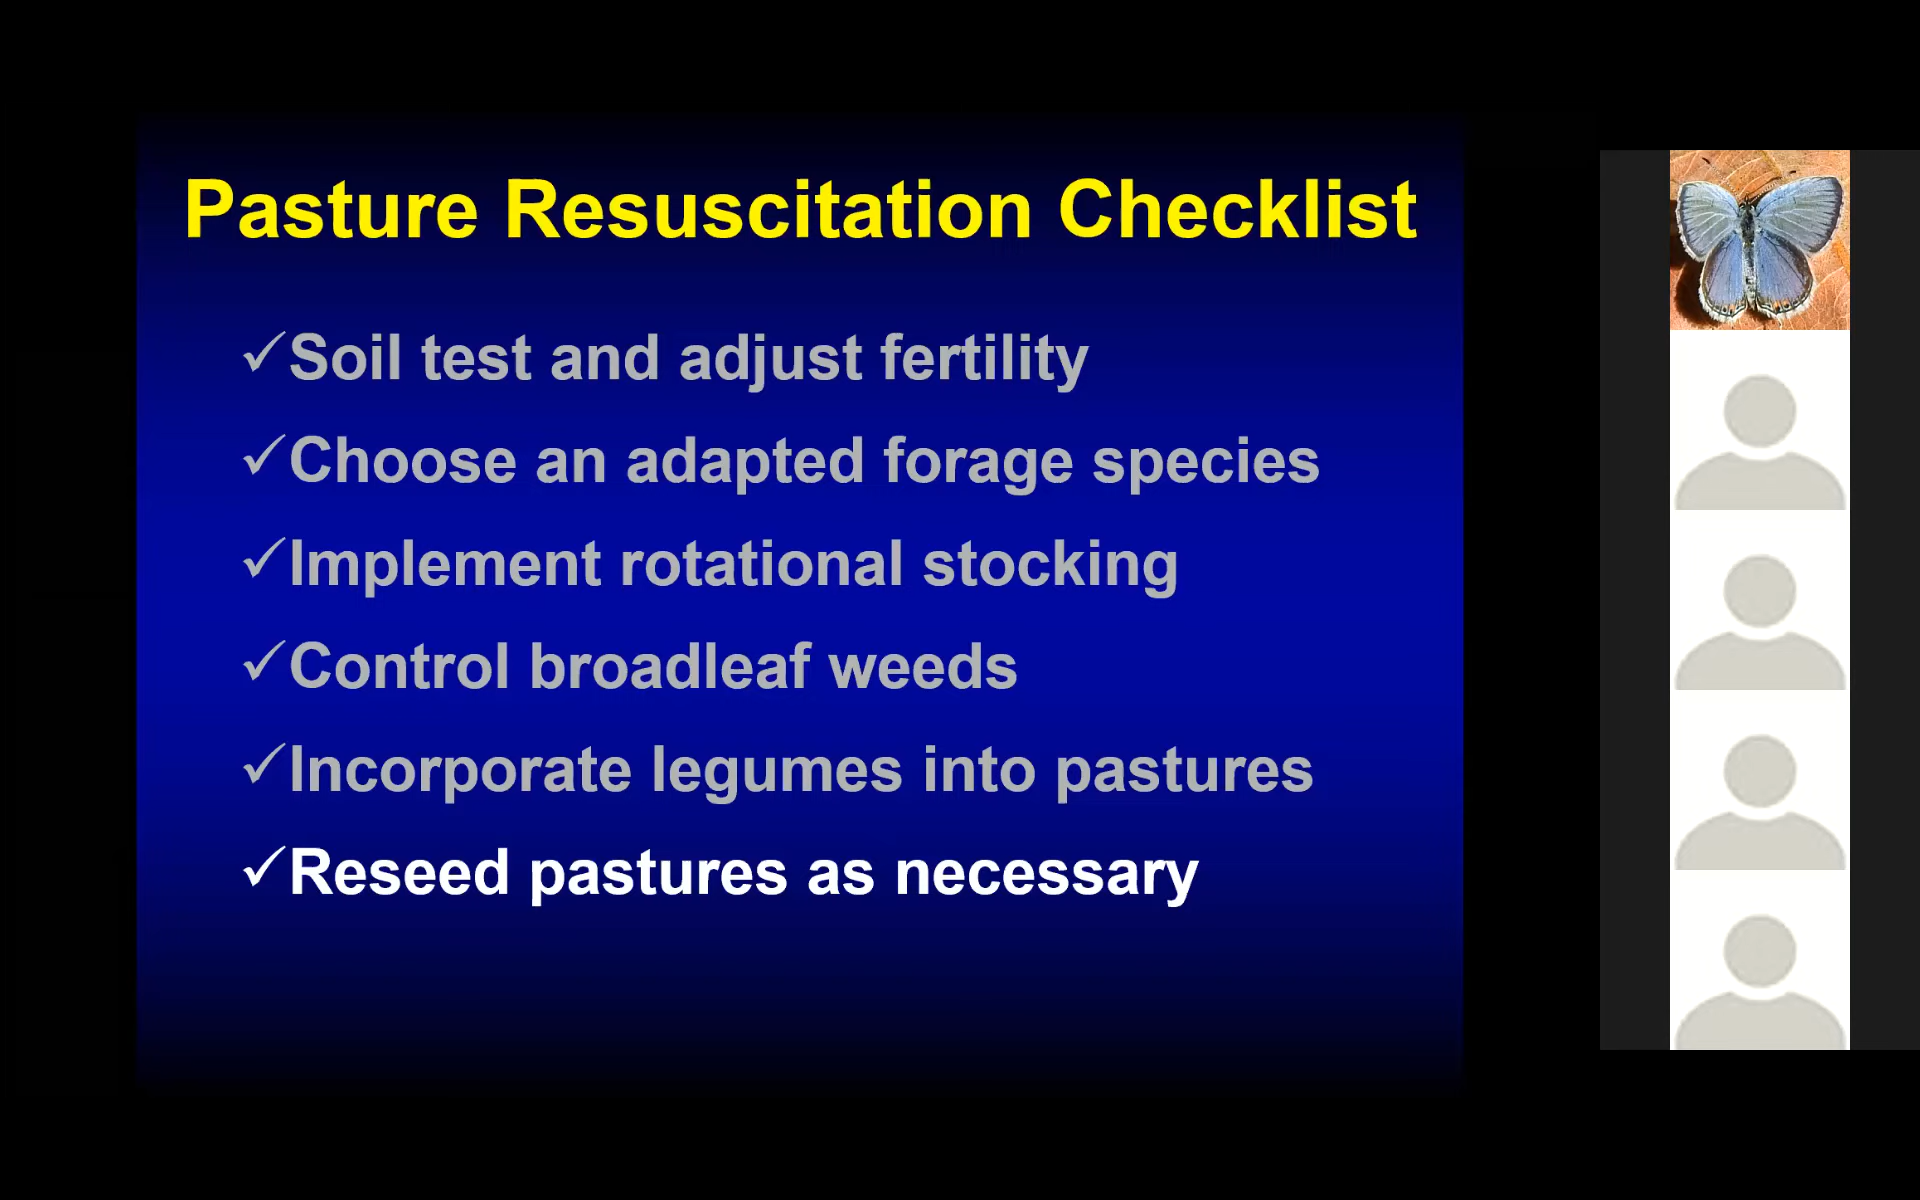 Pasture Resuscitation Checklist
✓Soil test and adjust fertility
✓Choose an adapted forage species
✓Implement rotational stocking
✓Control broadleaf weeds
✓Incorporate legumes into pastures
✓Reseed pastures as necessary